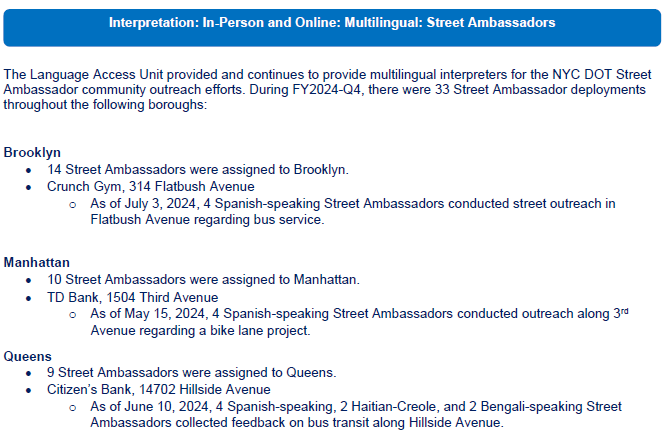 Interpretation: In-Person and Online: Multilingual: Street Ambassadors
The Language Access Unit provided and continues to provide multilingual interpreters for the NYC DOT Street
Ambassador community outreach efforts. During FY2024-Q4, there were 33 Street Ambassador deployments
throughout the following boroughs:
Brooklyn
• 14 Street Ambassadors were assigned to Brooklyn.
• Crunch Gym, 314 Flatbush Avenue
o As of July 3, 2024, 4 Spanish-speaking Street Ambassadors conducted street outreach in
Flatbush Avenue regarding bus service.
Manhattan
• 10 Street Ambassadors were assigned to Manhattan.
• TD Bank, 1504 Third Avenue
o As of May 15, 2024, 4 Spanish-speaking Street Ambassadors conducted outreach along 3rd
Avenue regarding a bike lane project.
Queens
• 9 Street Ambassadors were assigned to Queens.
• Citizen's Bank, 14702 Hillside Avenue
o As of June 10, 2024, 4 Spanish-speaking, 2 Haitian-Creole, and 2 Bengali-speaking Street
Ambassadors collected feedback on bus transit along Hillside Avenue.